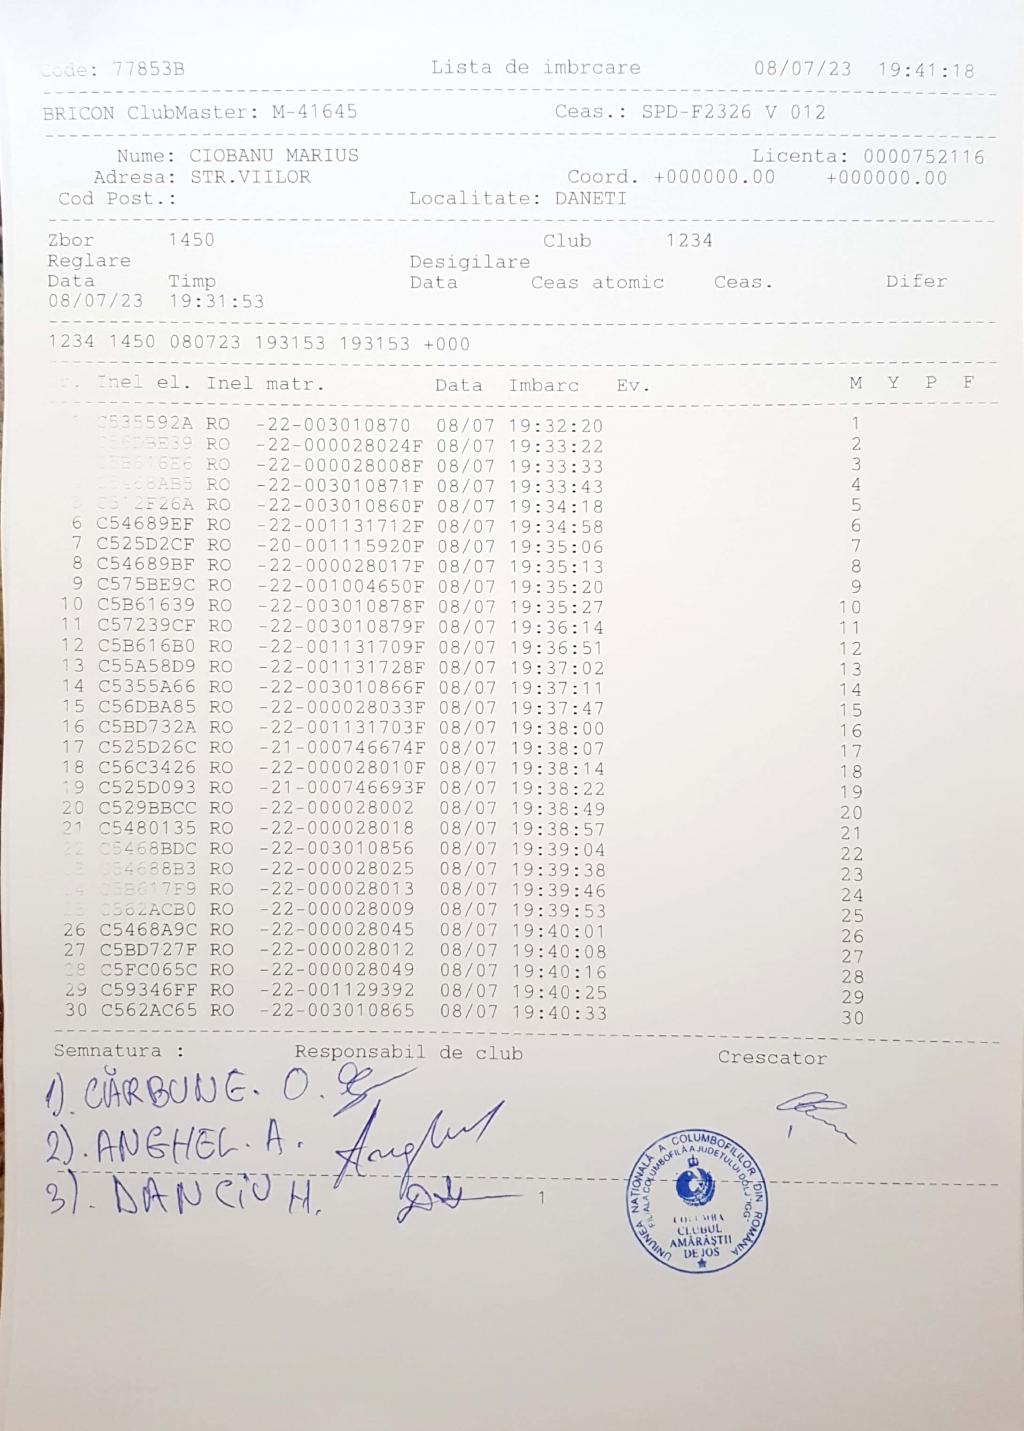 Code: 77853B Lista de imbrcare 08/07/23 19:41:18
BRICON ClubMaster: M-41645 Ceas.: SPD-F2326 V 012
Nume: CIOBANU MARIUS Licenta: 0000752116
Adresa: STR.VIILOR Coord. +000000.00 +000000.00
Cod Post.: Localitate: DANETI
Zbor 1450 Club 1234
Reglare Desigilare
Data Timp Data Ceas atomic Ceas. Difer
08/07/23 19:31:53
1234 1450 080723 193153 193153 +000
Inel el. Inel matr. Data Imbarc Ev. M Y P F
C535592A RO -22-003010870 08/07 19:32:20 1
RO -22-000028024F 08/07 19:33:22 2
RO -22-000028008F 08/07 19:33:33 3
RO -22-003010871F 08/07 19:33:43 4
RO -22-003010860F 08/07 19:34:18 5
6 C54689EF RO -22-001131712F 08/07 19:34:58 6
7 C525D2CF RO -20-001115920F 08/07 19:35:06 7
8 C54689BF RO -22-000028017F 08/07 19:35:13 8
9 C575BE9C RO -22-001004650F 08/07 19:35:20 9
10 C5B61639 RO -22-003010878F 08/07 19:35:27 10
11 C57239CF RO -22-003010879F 08/07 19:36:14 11
12 C5B616B0 RO -22-001131709F 08/07 19:36:51 12
13 C55A58D9 RO -22-001131728F 08/07 19:37:02 13
14 C5355A66 RO -22-003010866F 08/07 19:37:11 14
15 C56DBA85 RO -22-000028033F 08/07 19:37:47 15
16 C5BD732A RO -22-001131703F 08/07 19:38:00 16
17 C525D26C RO -21-000746674F 08/07 19:38:07 17
18 C56C3426 RO -22-000028010F 08/07 19:38:14 18
19 C525D093 RO -21-000746693F 08/07 19:38:22 19
20 C529BBCC RO -22-000028002 08/07 19:38:49 20
21 C5480135 RO -22-000028018 08/07 19:38:57 21
22 C5468BDC RO -22-003010856 08/07 19:39:04 22
C54688B3 RO -22-000028025 08/07 19:39:38 23
C5B617F9 RO -22-000028013 08/07 19:39:46 24
C562ACB0 RO -22-000028009 08/07 19:39:53 25
26 C5468A9C RO -22-000028045 08/07 19:40:01 26
27 C5BD727F RO -22-000028012 08/07 19:40:08 27
28 C5FC065C RO -22-000028049 08/07 19:40:16 28
29 C59346FF RO -22-001129392 08/07 19:40:25 29
30 C562AC65 RO -22-003010865 08/07 19:40:33 30
Semnatura : Responsabil de club Crescator
1). CĂRBUNE. O.
2). ANGHEL. A. Anghel
3). DANCIU H.
1
UNIUNEA NAȚIONALĂ A COLUMBOFILILOR DIN ROMÂNIA
FILIALA COLUMBOFILĂ A JUDEȚULUI DOLJ
COLUMBA
CLUBUL
AMĂRĂȘTII
DE JOS